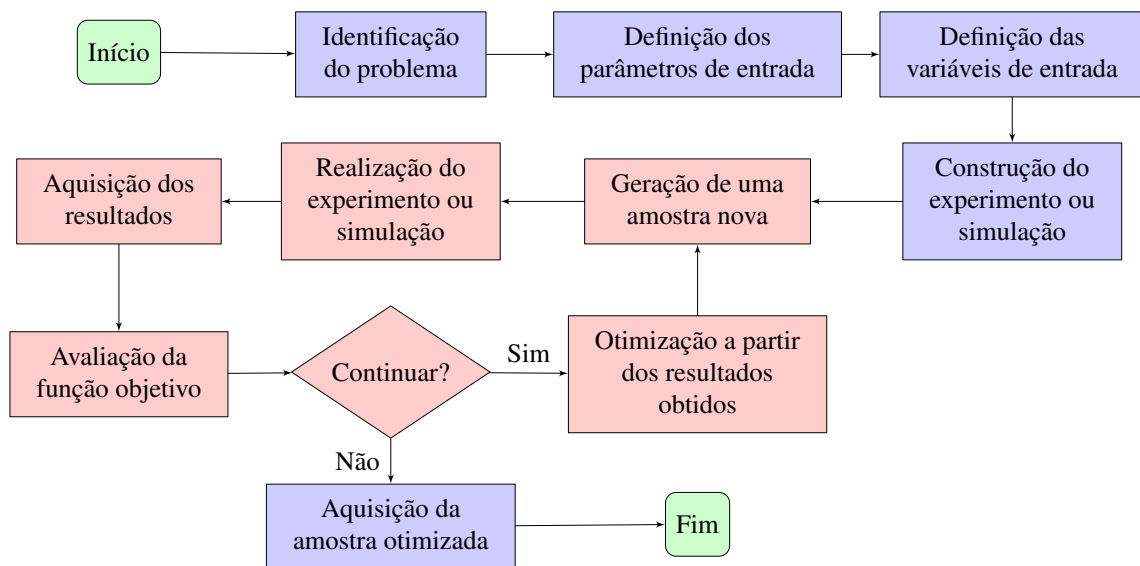 Início
Identificação
do problema
Definição dos
parâmetros de entrada
Definição das
variáveis de entrada
Construção do
experimento ou
simulação
Geração de uma
amostra nova
Realização do
experimento ou
simulação
Aquisição dos
resultados
Avaliação da
função objetivo
Continuar?
Sim
Otimização a partir
dos resultados
obtidos
Não
Aquisição da
amostra otimizada
Fim